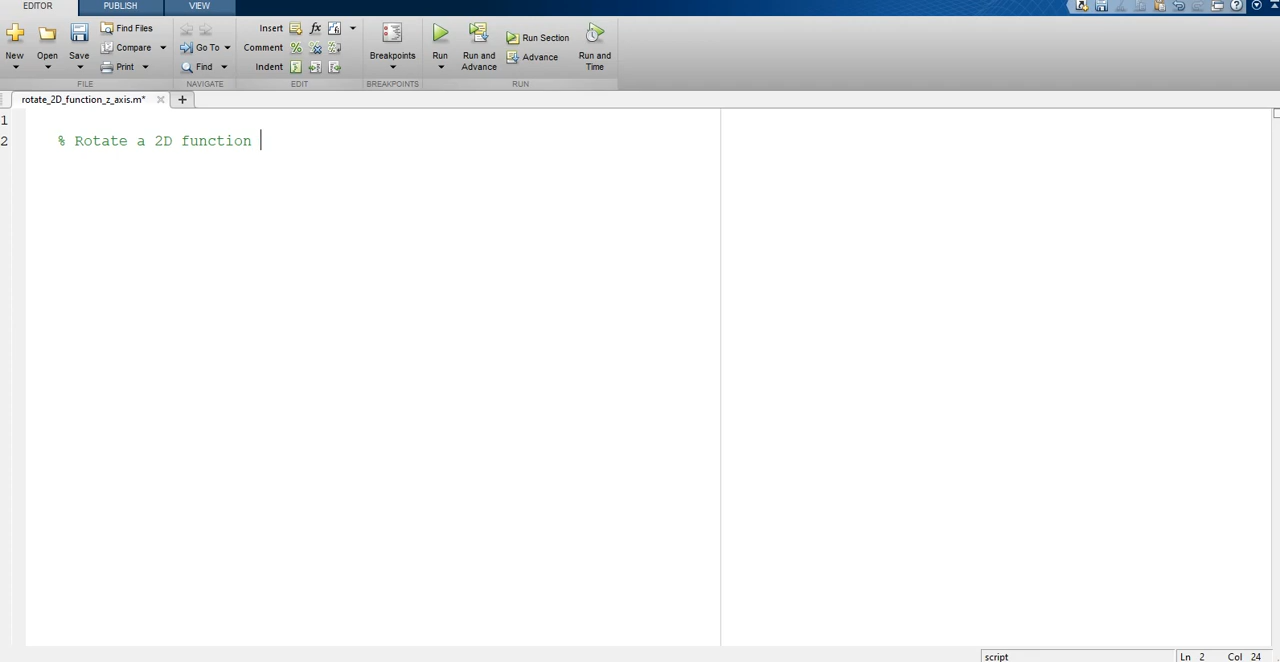 EDITOR PUBLISH VIEW
New Open Save Find Files Compare Print
Go To Find
Insert fx
Comment
Indent
Breakpoints Run Run and Advance Run Section Advance Run and Time
FILE NAVIGATE EDIT BREAKPOINTS RUN
rotate_2D_function_z_axis.m*
1
2 % Rotate a 2D function
script Ln 2 Col 24